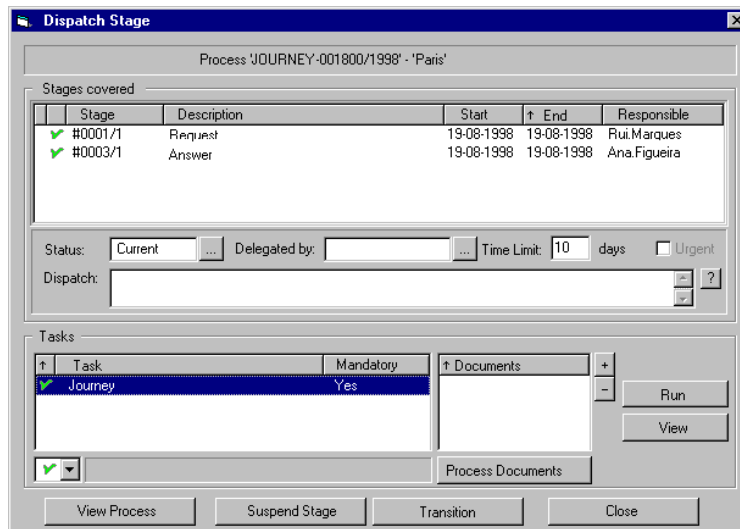 Dispatch Stage
Process 'JOURNEY-001800/1998' - 'Paris'
Stages covered
Stage Description Start ↑ End Responsible
#0001/1 Request 19-08-1998 19-08-1998 Rui.Marques
#0003/1 Answer 19-08-1998 19-08-1998 Ana.Figueira
Status: Current ... Delegated by: ... Time Limit: 10 days Urgent
Dispatch: ?
Tasks
↑ Task Mandatory ↑ Documents +
Journey Yes -
Run
View
Process Documents
View Process Suspend Stage Transition Close